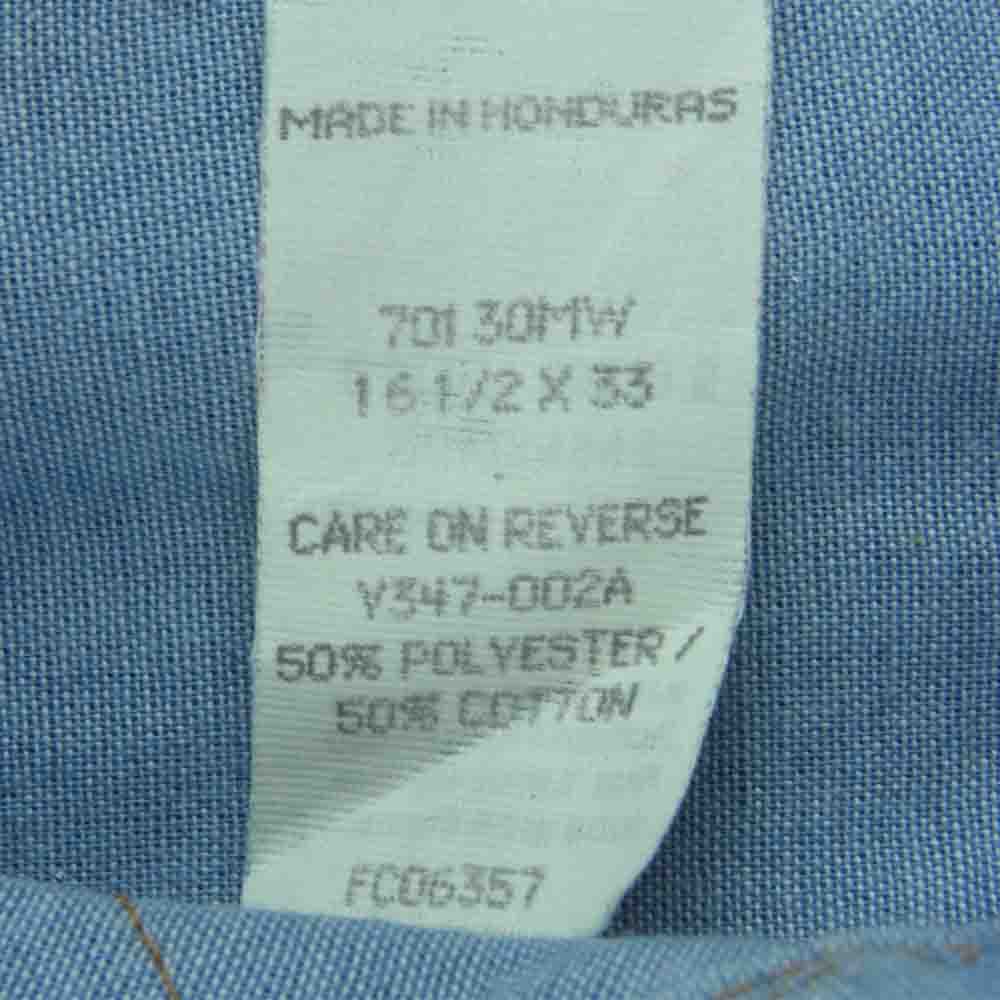 MADE IN HONDURAS
70130MW
16 1/2 X 33
CARE ON REVERSE
V347-002A
50% POLYESTER /
50% COTTON
FC06357